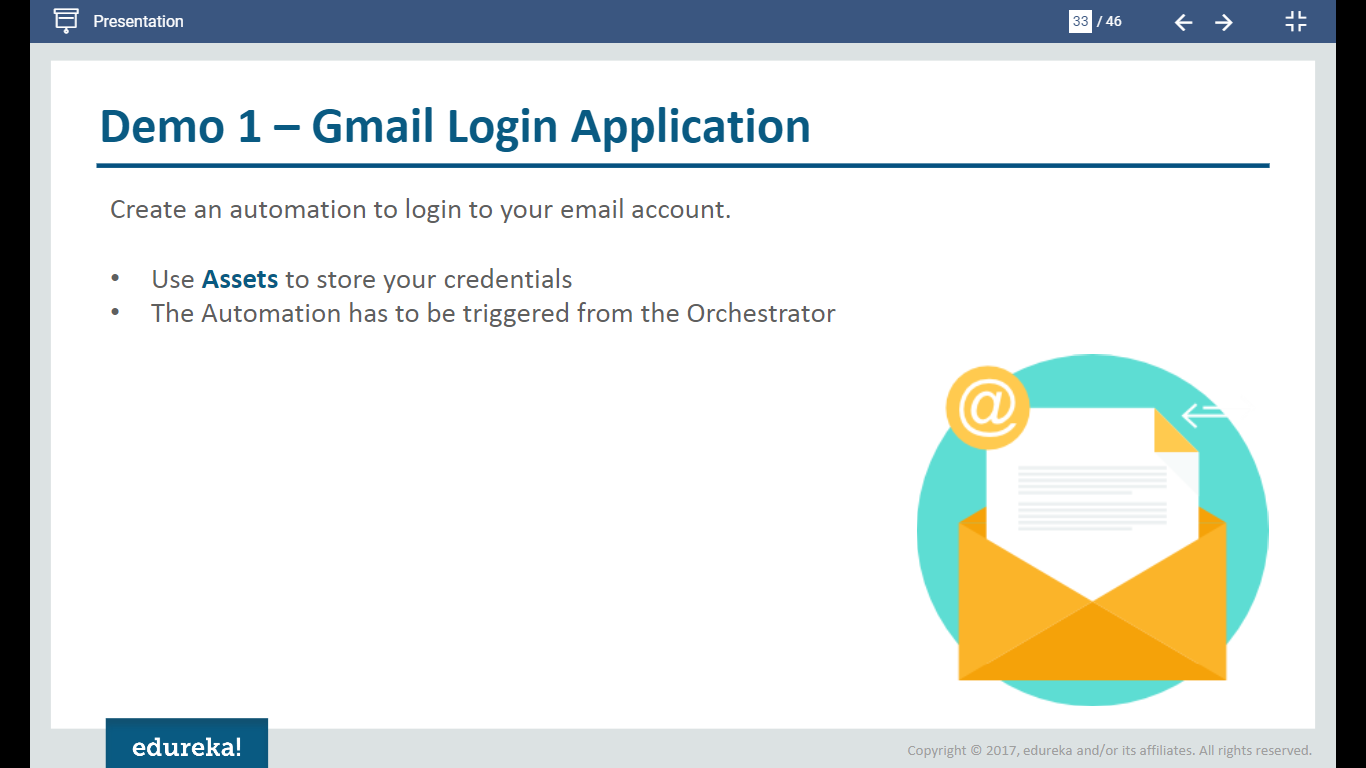 Presentation
33 / 46
Demo 1 – Gmail Login Application
Create an automation to login to your email account.
• Use Assets to store your credentials
• The Automation has to be triggered from the Orchestrator
@
edureka!
Copyright © 2017, edureka and/or its affiliates. All rights reserved.